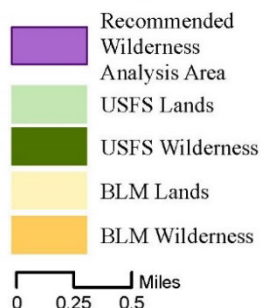 Recommended
Wilderness
Analysis Area
USFS Lands
USFS Wilderness
BLM Lands
BLM Wilderness
Miles
0 0.25 0.5